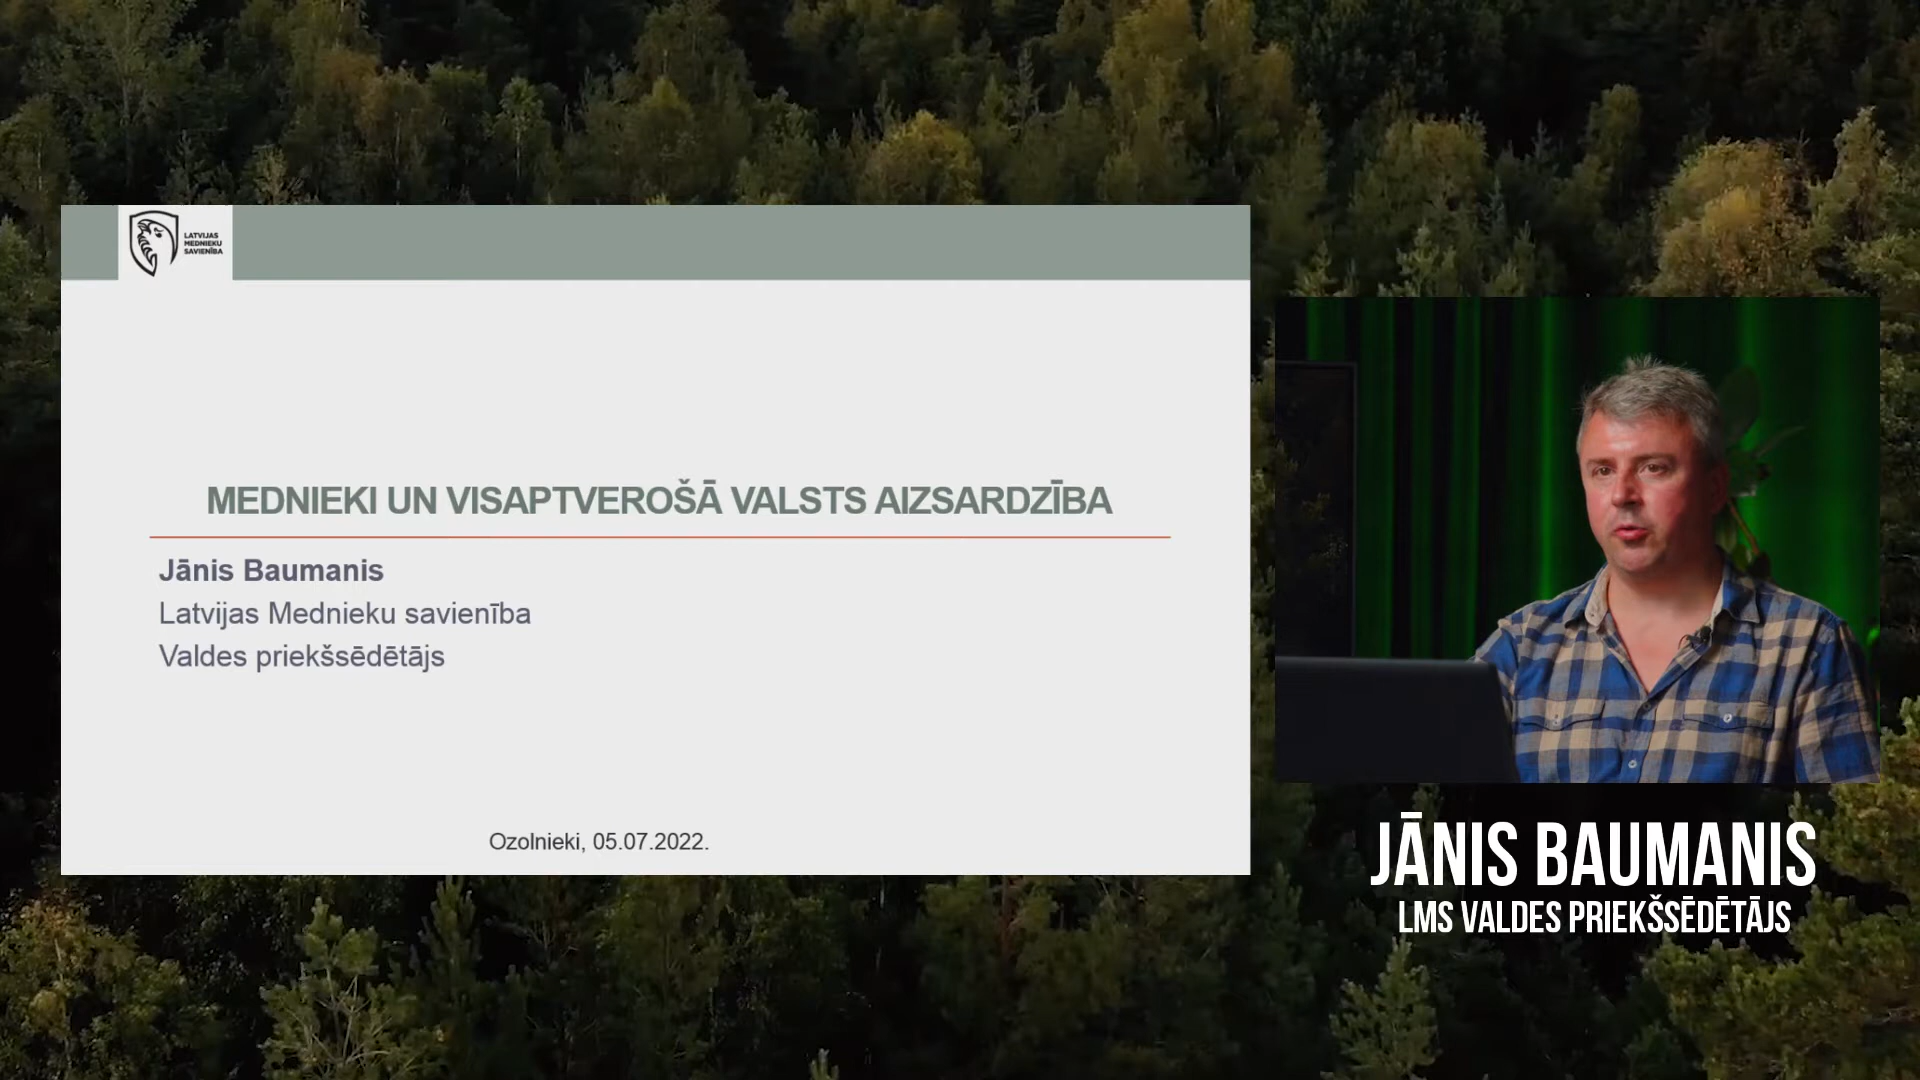 LATVIJAS
MEDNIEKU
SAVIENĪBA
MEDNIEKI UN VISAPTVEROŠĀ VALSTS AIZSARDZĪBA
Jānis Baumanis
Latvijas Mednieku savienība
Valdes priekšsēdētājs
Ozolnieki, 05.07.2022.
JĀNIS BAUMANIS
LMS VALDES PRIEKŠSĒDĒTĀJS